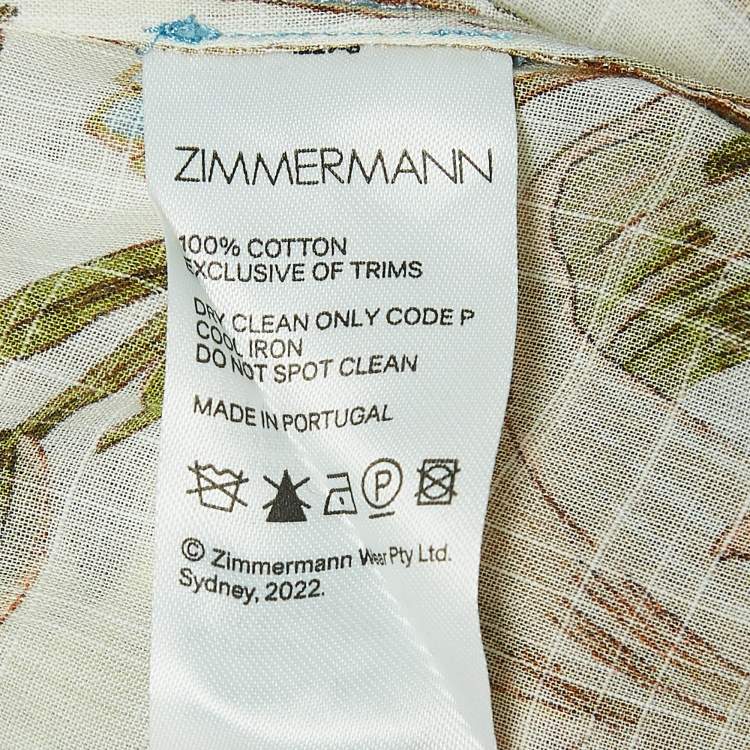 ZIMMERMANN
100% COTTON
EXCLUSIVE OF TRIMS
DRY CLEAN ONLY CODE P
COOL IRON
DO NOT SPOT CLEAN
MADE IN PORTUGAL
P
© Zimmermann Wear Pty Ltd.
Sydney, 2022.